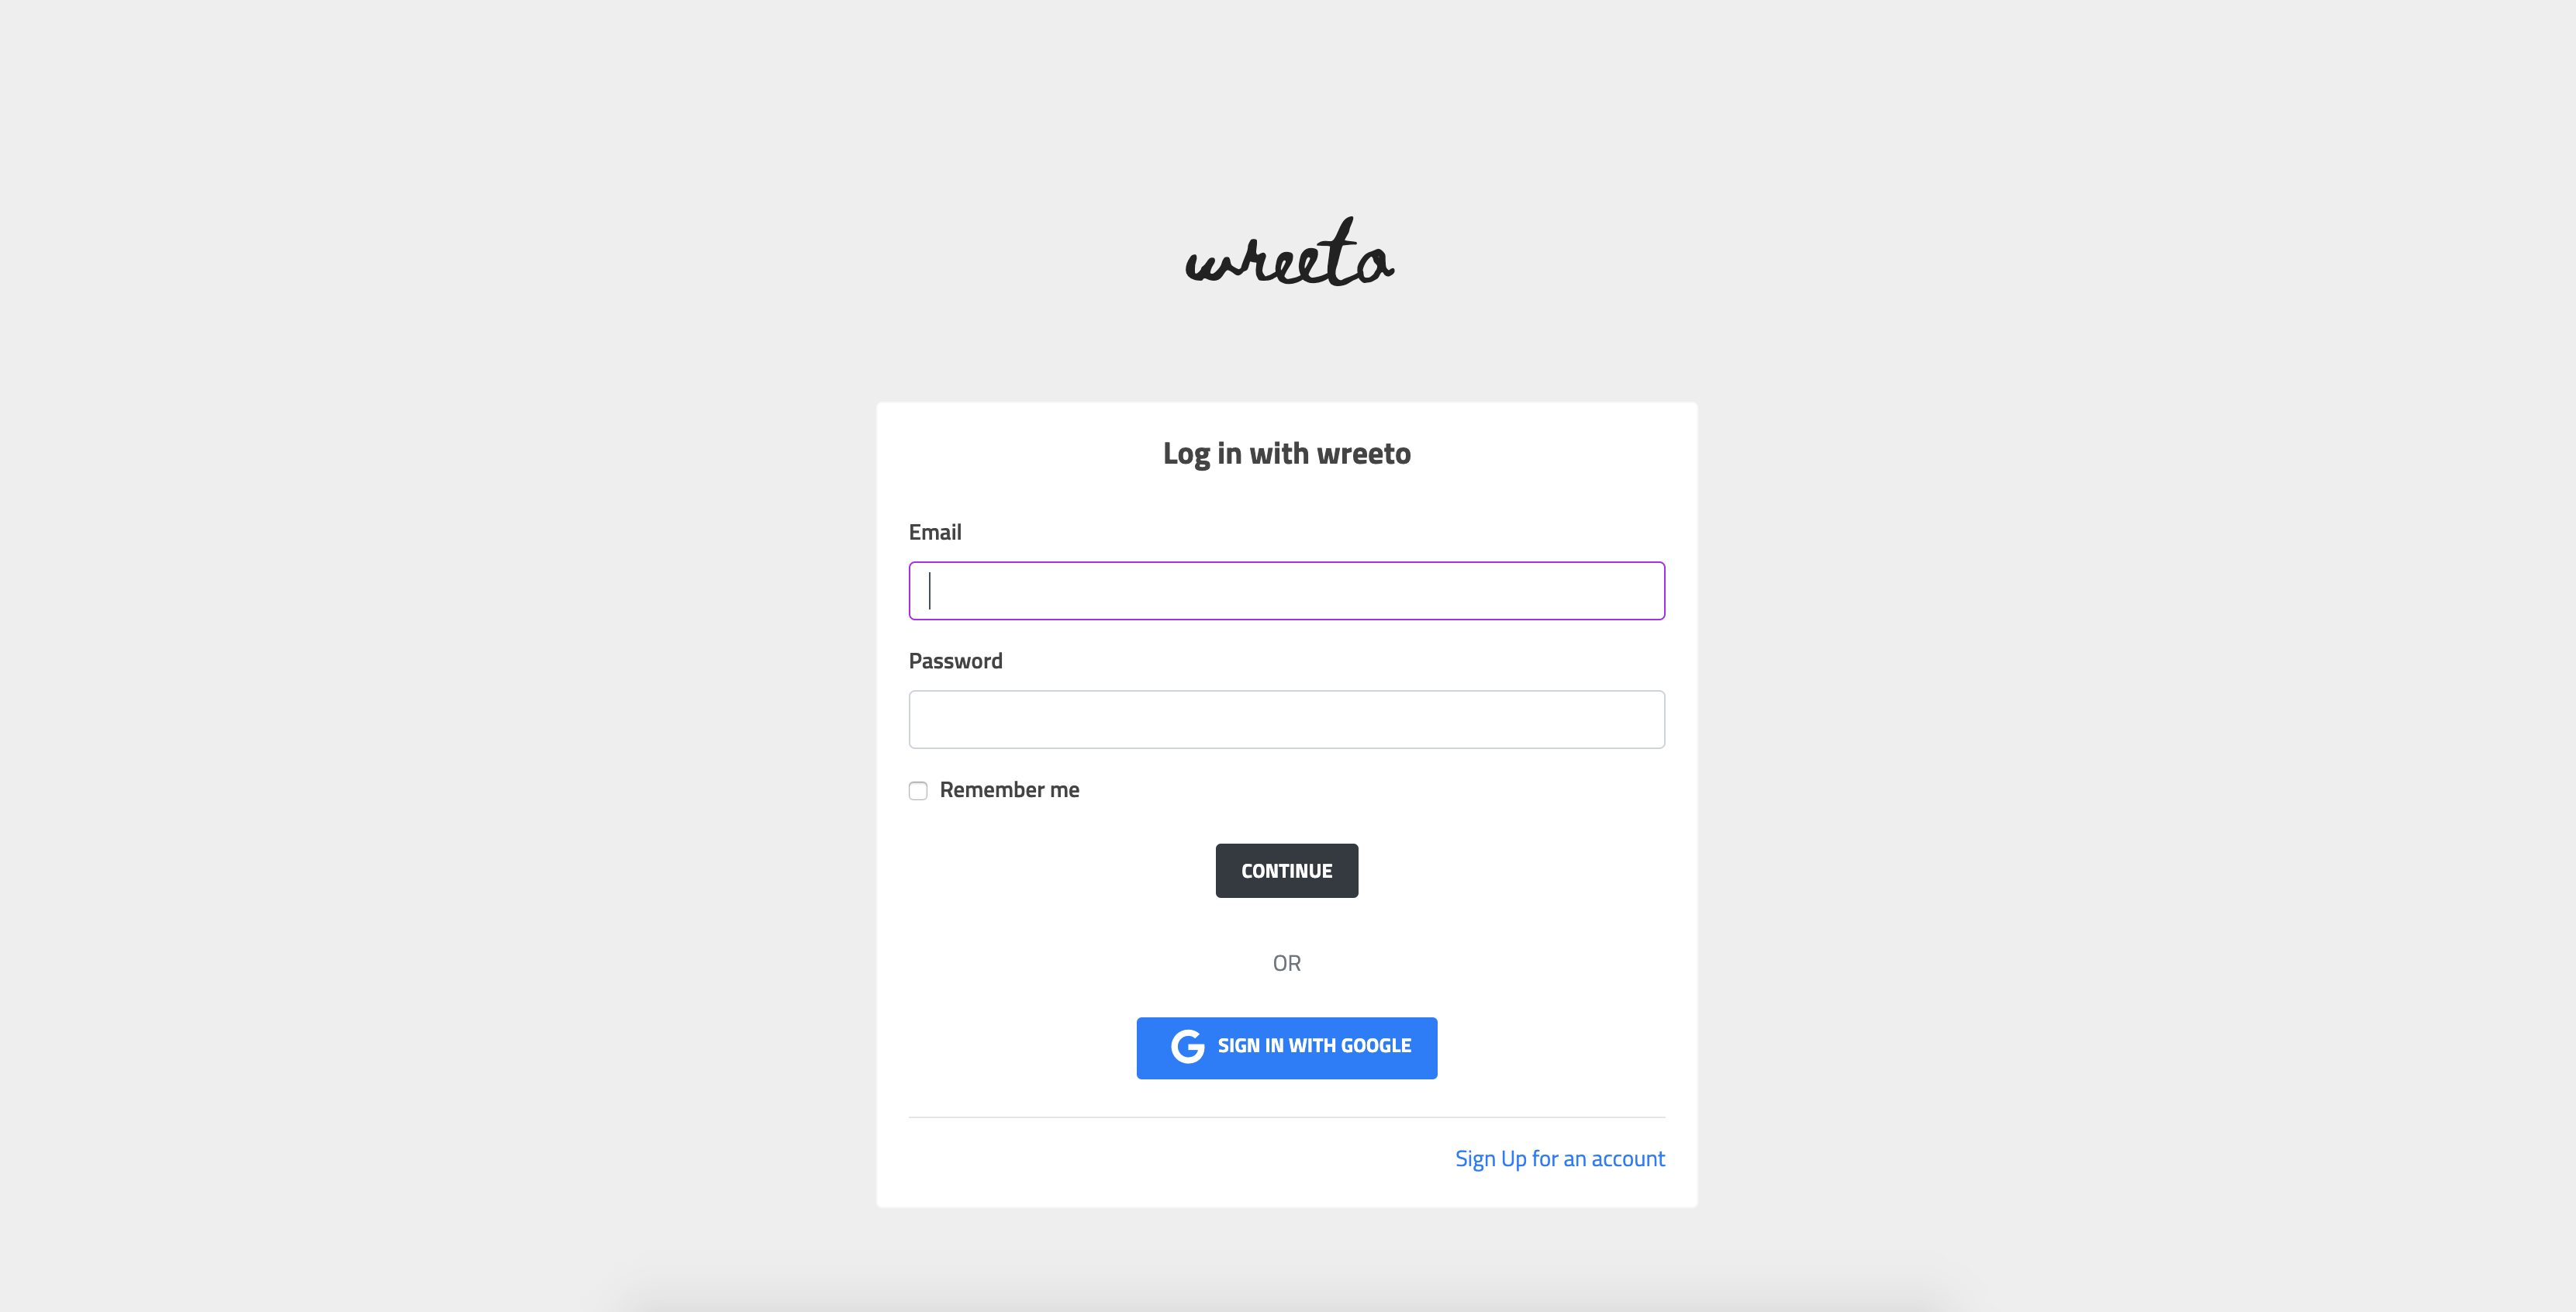 wreeto
Log in with wreeto
Email
Password
Remember me
CONTINUE
OR
SIGN IN WITH GOOGLE
Sign Up for an account